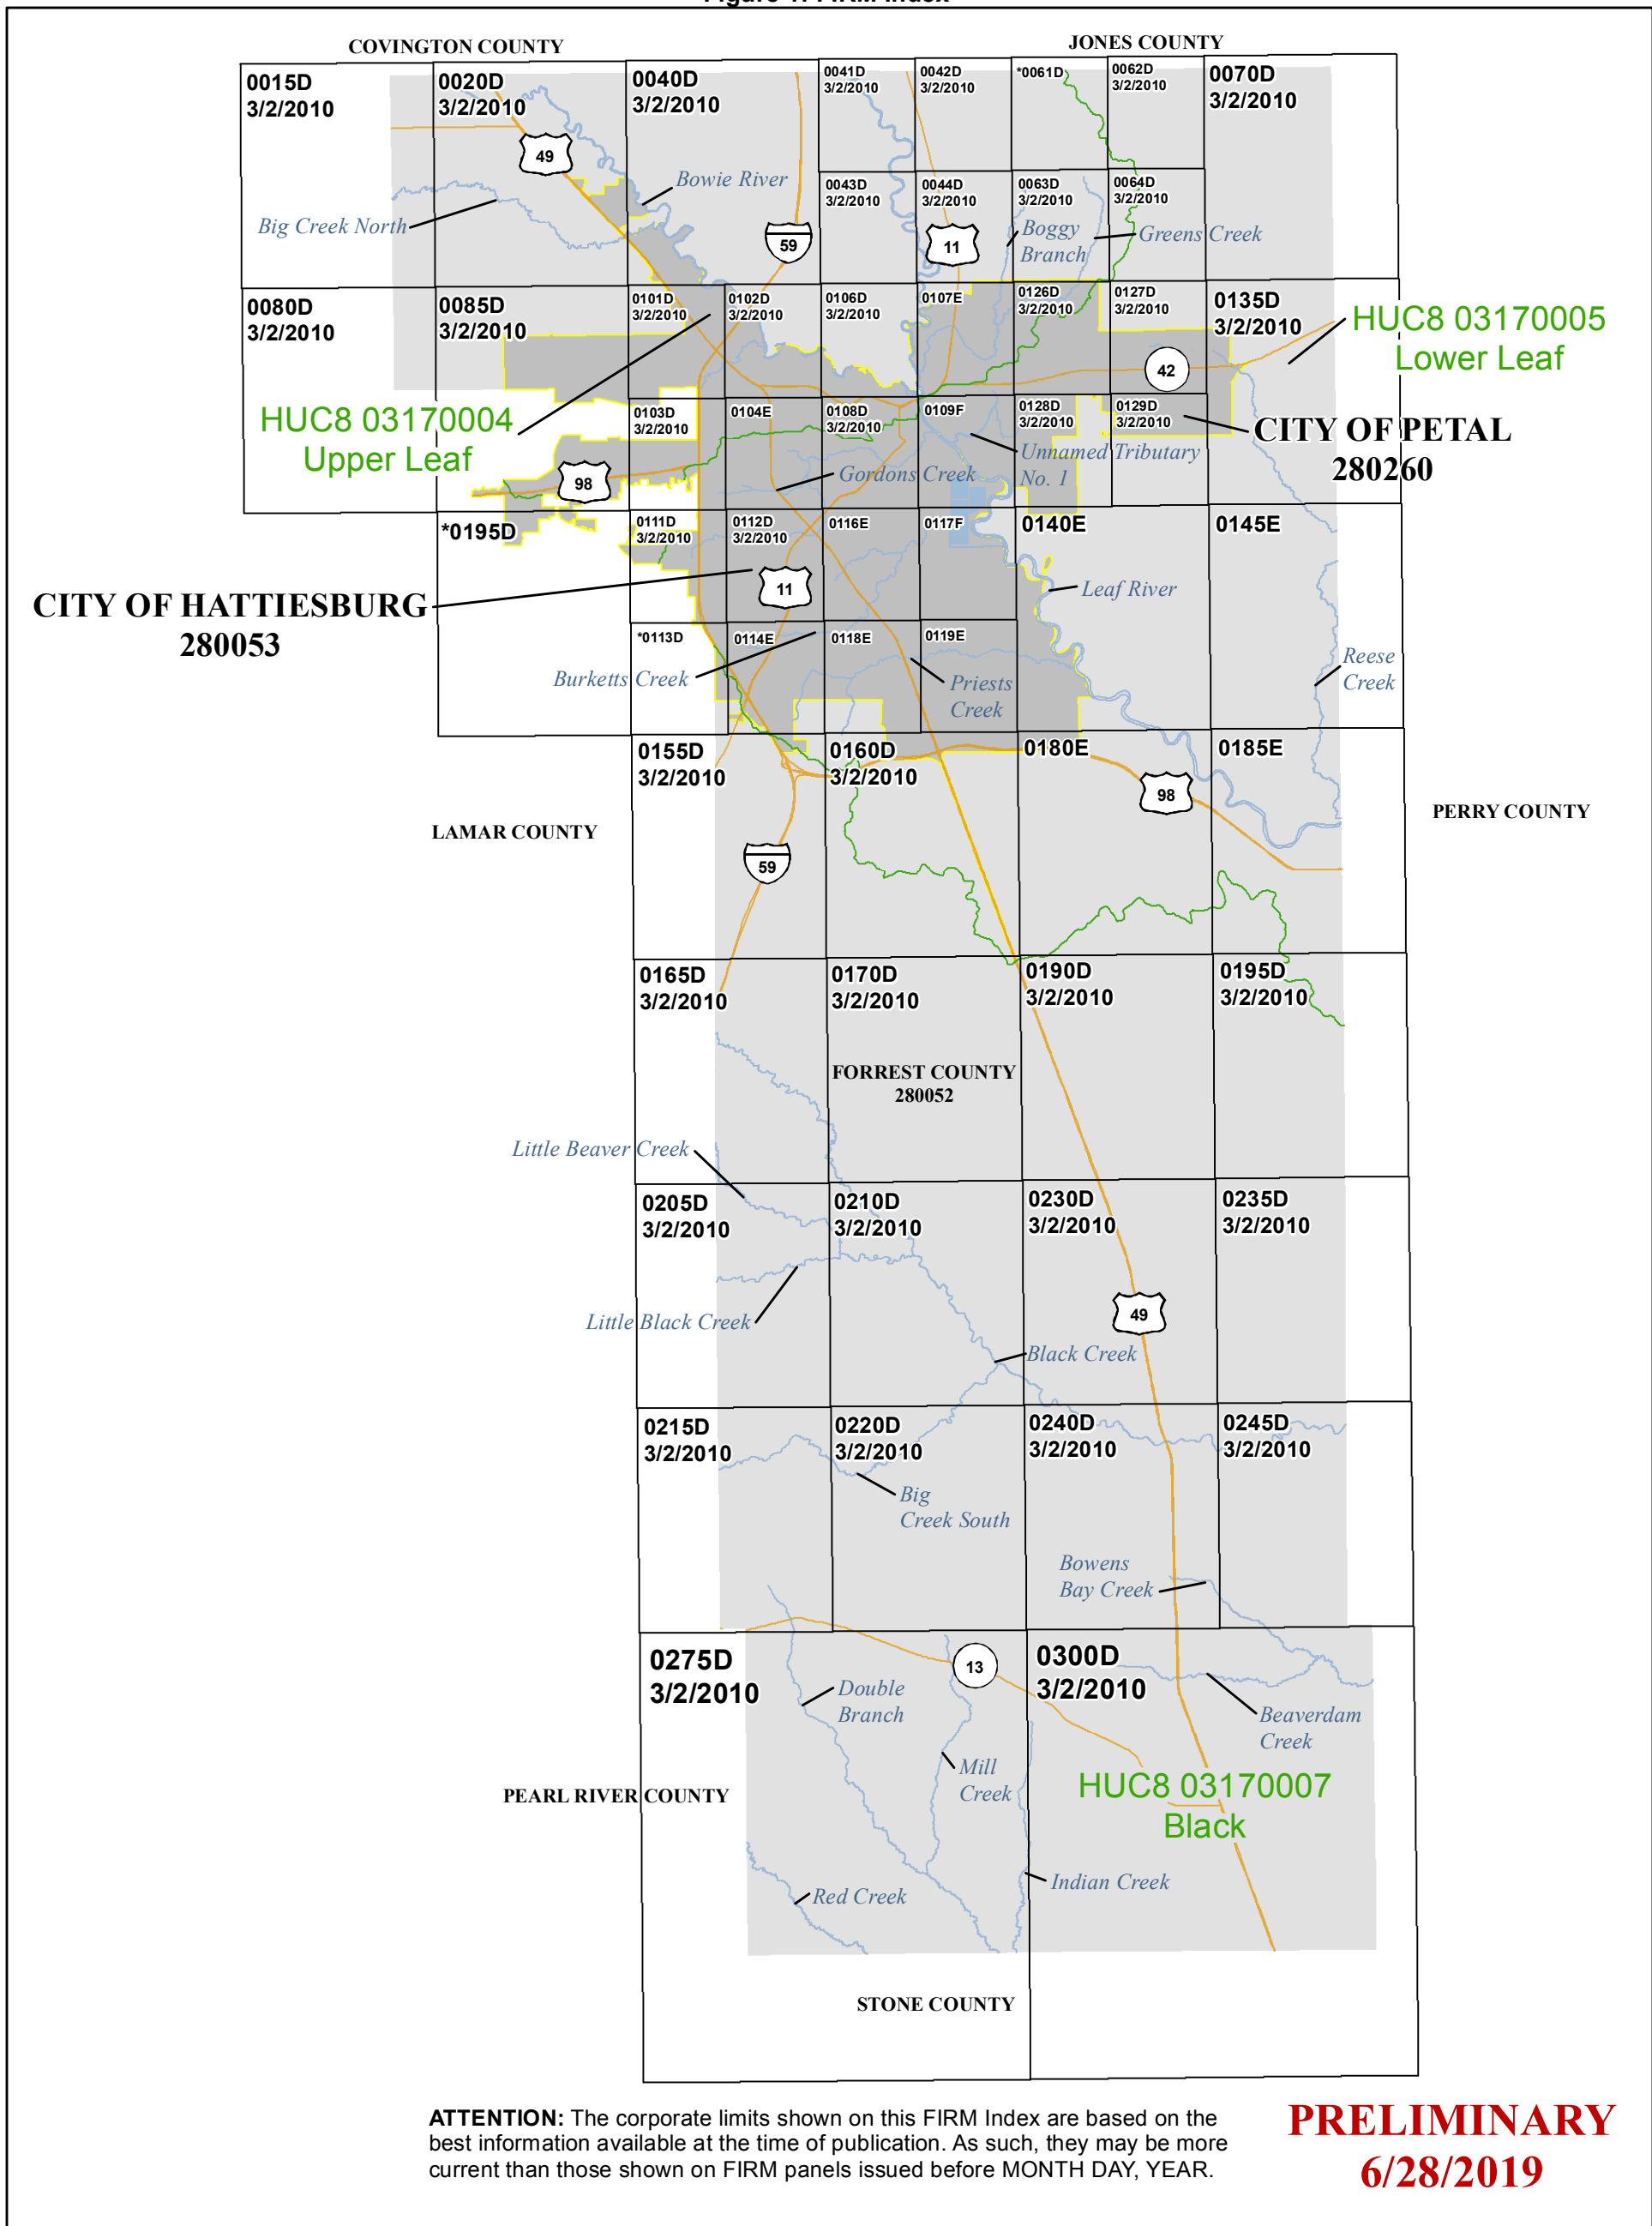 Figure 1: FIRM Index
COVINGTON COUNTY
JONES COUNTY
0015D
3/2/2010
0020D
3/2/2010
0040D
3/2/2010
0041D
3/2/2010
0042D
3/2/2010
*0061D
0062D
3/2/2010
0070D
3/2/2010
49
Bowie River
Big Creek North
59
0043D
3/2/2010
0044D
3/2/2010
11
0063D
3/2/2010
Boggy
Branch
0064D
3/2/2010
Greens Creek
0080D
3/2/2010
0085D
3/2/2010
0101D
3/2/2010
0102D
3/2/2010
0106D
3/2/2010
0107E
0126D
3/2/2010
0127D
3/2/2010
0135D
3/2/2010
HUC8 03170005
Lower Leaf
42
HUC8 03170004
Upper Leaf
0103D
3/2/2010
0104E
0108D
3/2/2010
0109F
0128D
3/2/2010
0129D
3/2/2010
CITY OF PETAL
280260
Unnamed Tributary
No. 1
Gordons Creek
98
*0195D
0111D
3/2/2010
0112D
3/2/2010
0116E
0117F
0140E
0145E
11
Leaf River
CITY OF HATTIESBURG
280053
*0113D
0114E
0118E
0119E
Burketts Creek
Priests
Creek
Reese
Creek
0155D
3/2/2010
0160D
3/2/2010
0180E
0185E
98
LAMAR COUNTY
PERRY COUNTY
59
0165D
3/2/2010
0170D
3/2/2010
0190D
3/2/2010
0195D
3/2/2010
FORREST COUNTY
280052
Little Beaver Creek
0205D
3/2/2010
0210D
3/2/2010
0230D
3/2/2010
0235D
3/2/2010
Little Black Creek
49
Black Creek
0215D
3/2/2010
0220D
3/2/2010
0240D
3/2/2010
0245D
3/2/2010
Big
Creek South
Bowens
Bay Creek
0275D
3/2/2010
13
0300D
3/2/2010
Double
Branch
Beaverdam
Creek
Mill
Creek
PEARL RIVER COUNTY
HUC8 03170007
Black
Red Creek
Indian Creek
STONE COUNTY
ATTENTION: The corporate limits shown on this FIRM Index are based on the
best information available at the time of publication. As such, they may be more
current than those shown on FIRM panels issued before MONTH DAY, YEAR.
PRELIMINARY
6/28/2019